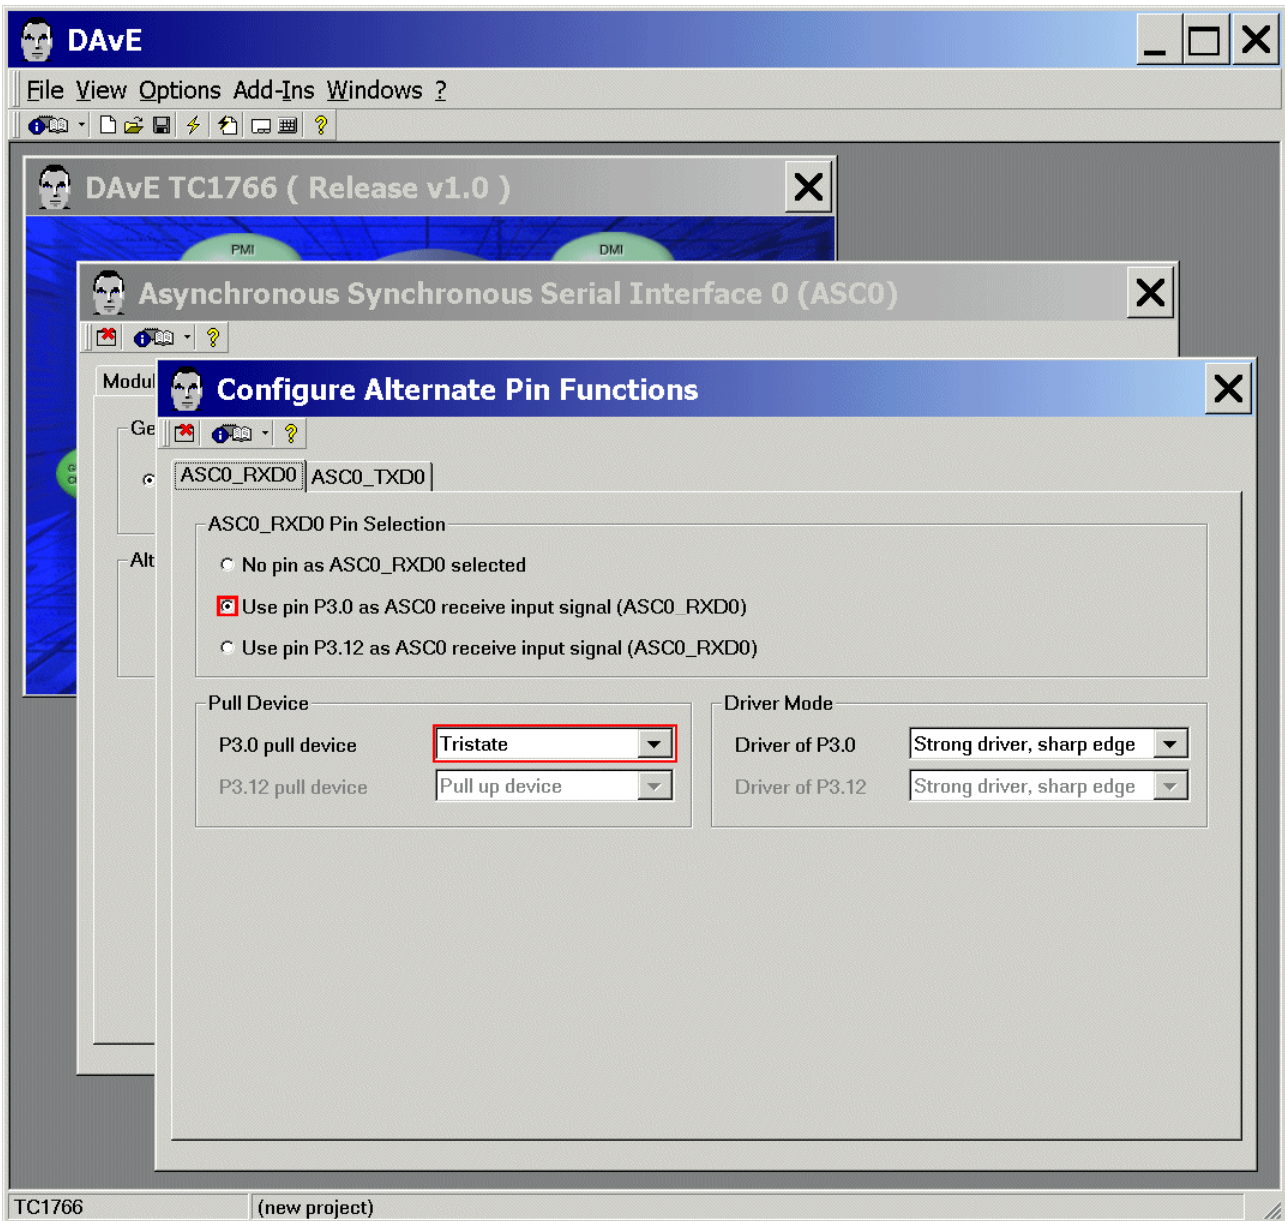 DAvE
File View Options Add-Ins Windows ?
DAvE TC1766 ( Release v1.0 )
PMI DMI
Asynchronous Synchronous Serial Interface 0 (ASC0)
Modul
Configure Alternate Pin Functions
Ge
ASC0_RXD0 ASC0_TXD0
ASC0_RXD0 Pin Selection
Alt
No pin as ASC0_RXD0 selected
Use pin P3.0 as ASC0 receive input signal (ASC0_RXD0)
Use pin P3.12 as ASC0 receive input signal (ASC0_RXD0)
Pull Device
P3.0 pull device Tristate
P3.12 pull device Pull up device
Driver Mode
Driver of P3.0 Strong driver, sharp edge
Driver of P3.12 Strong driver, sharp edge
TC1766 (new project)